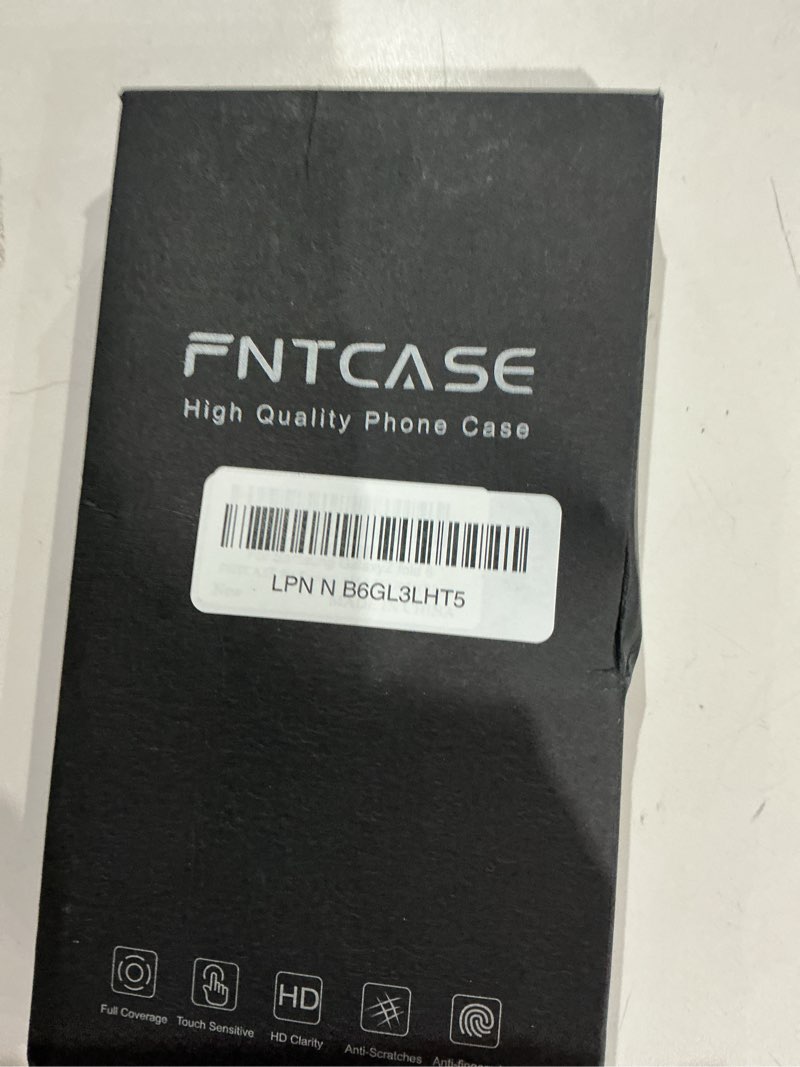 FNTCASE
High Quality Phone Case
LPN N B6GL3LHT5
Full Coverage
Touch Sensitive
HD
HD Clarity
Anti-Scratches